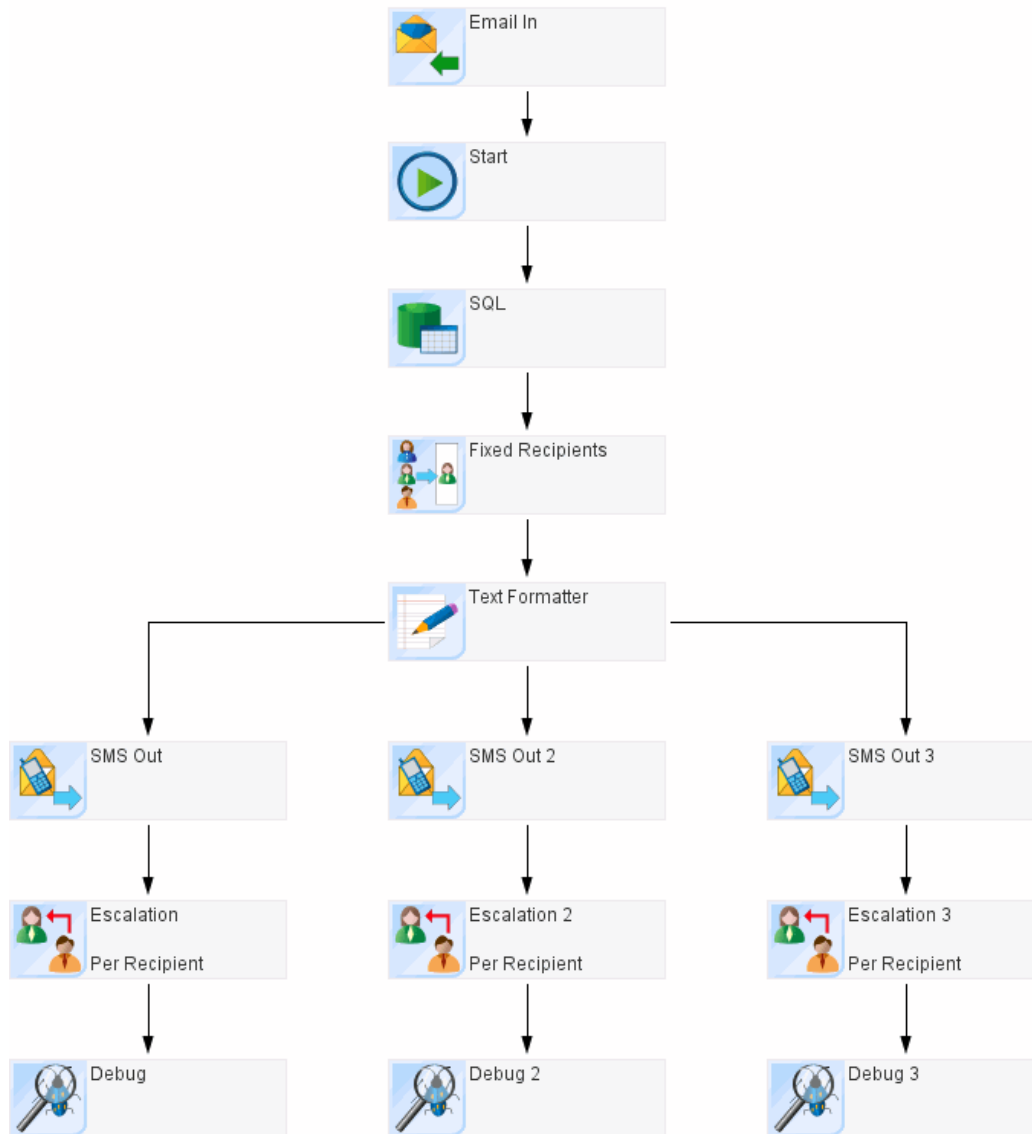 Email In
Start
SQL
Fixed Recipients
Text Formatter
SMS Out
SMS Out 2
SMS Out 3
Escalation
Per Recipient
Escalation 2
Per Recipient
Escalation 3
Per Recipient
Debug
Debug 2
Debug 3